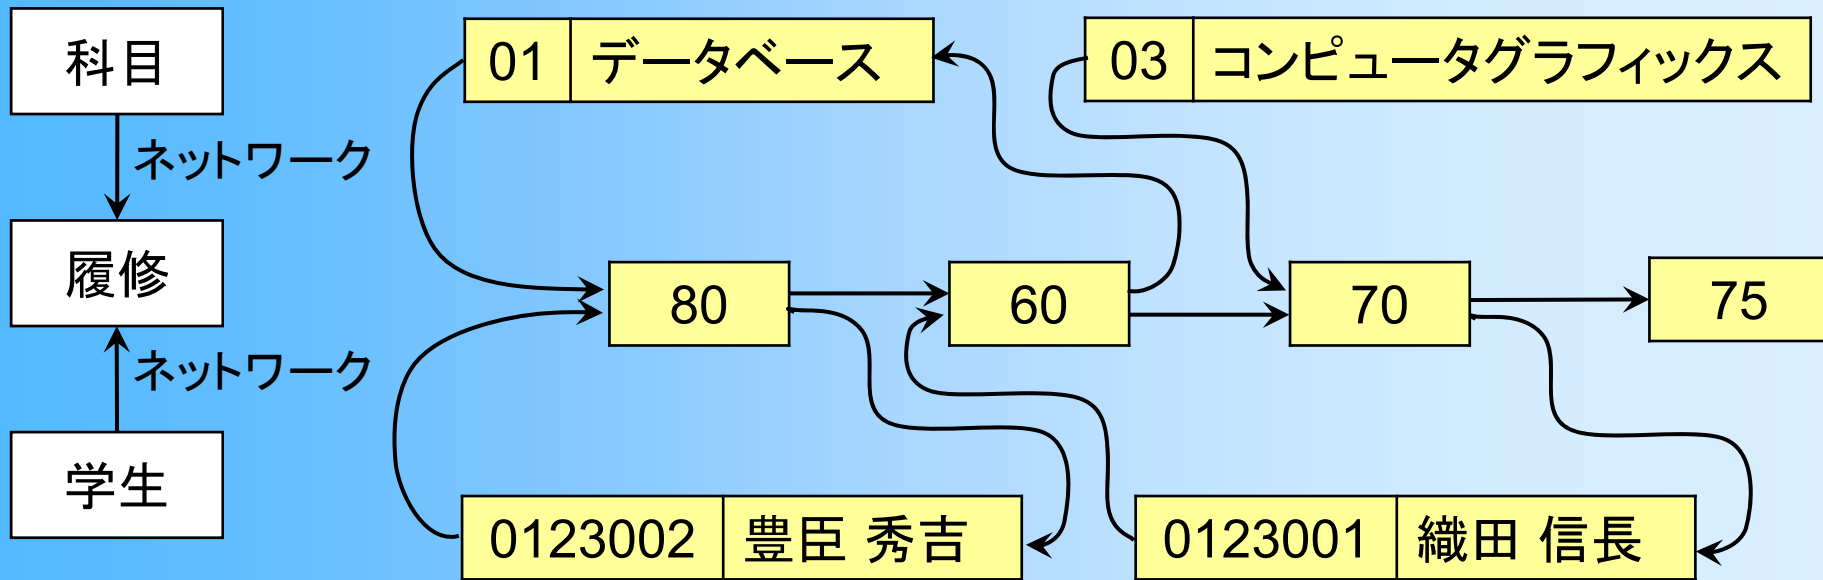 科目
01 データベース
03 コンピュータグラフィックス
ネットワーク
履修
80
60
70
75
ネットワーク
学生
0123002 豊臣 秀吉
0123001 織田 信長